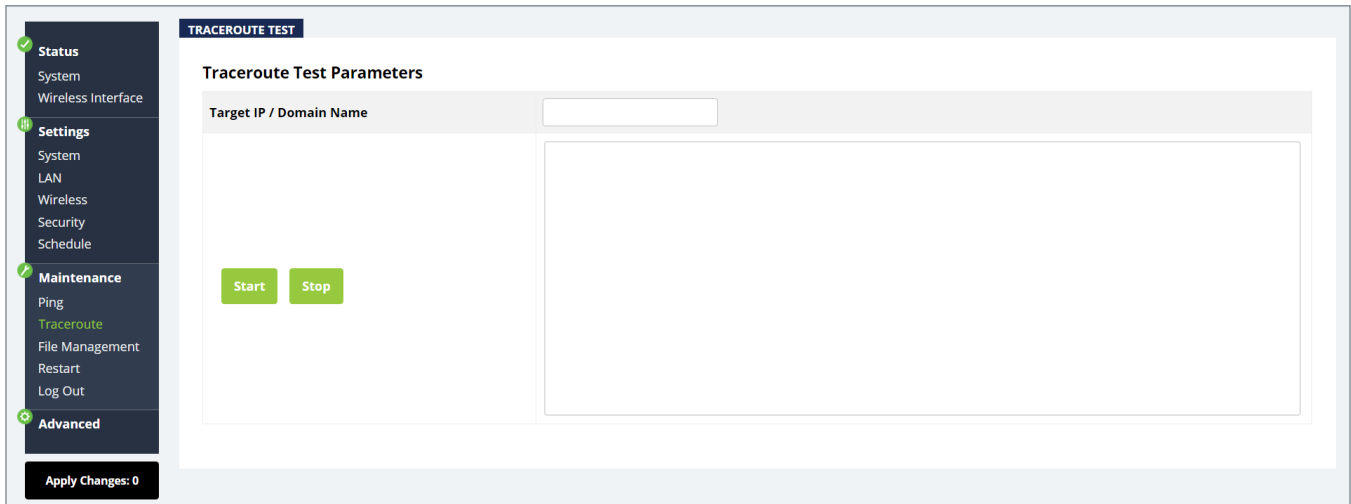 Status
System
Wireless Interface
Settings
System
LAN
Wireless
Security
Schedule
Maintenance
Ping
Traceroute
File Management
Restart
Log Out
Advanced
Apply Changes: 0
TRACEROUTE TEST
Traceroute Test Parameters
Target IP / Domain Name
Start Stop